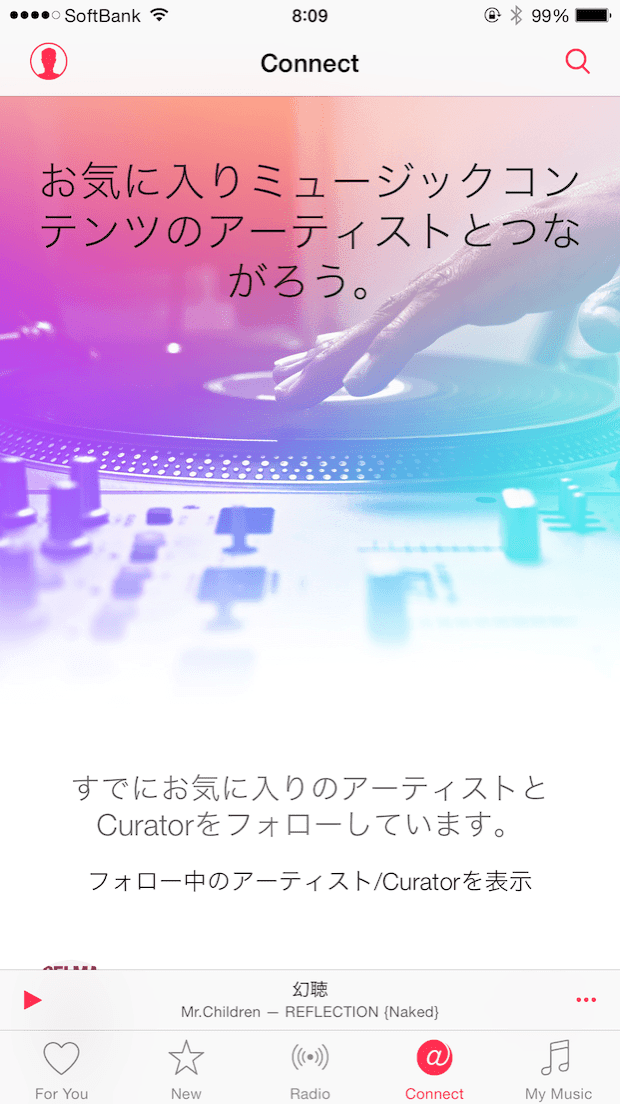 SoftBank 8:09 99%
Connect
お気に入りミュージックコン
テンツのアーティストとつな
がろう。
すでにお気に入りのアーティストと
Curatorをフォローしています。
フォロー中のアーティスト/Curatorを表示
幻聴
Mr.Children — REFLECTION {Naked}
For You New Radio Connect My Music